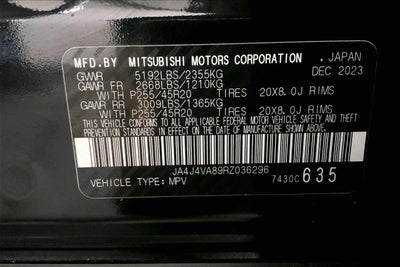 MFD.BY MITSUBISHI MOTORS CORPORATION , JAPAN
GVWR 5192LBS/2355KG DEC 2023
GAWR FR 2668LBS/1210KG
WITH P255/45R20 TIRES, 20X8.0J RIMS
GAWR RR 3009LBS/1365KG
WITH P255/45R20 TIRES, 20X8.0J RIMS
THIS VEHICLE CONFORMS TO ALL APPLICABLE
FEDERAL MOTOR VEHICLE SAFETY AND THEFT
PREVENTION STANDARDS IN EFFECT ON THE DATE
OF MANUFACTURE SHOWN ABOVE.
JA4J4VA89RZ036296
VEHICLE TYPE: MPV 7430C 635